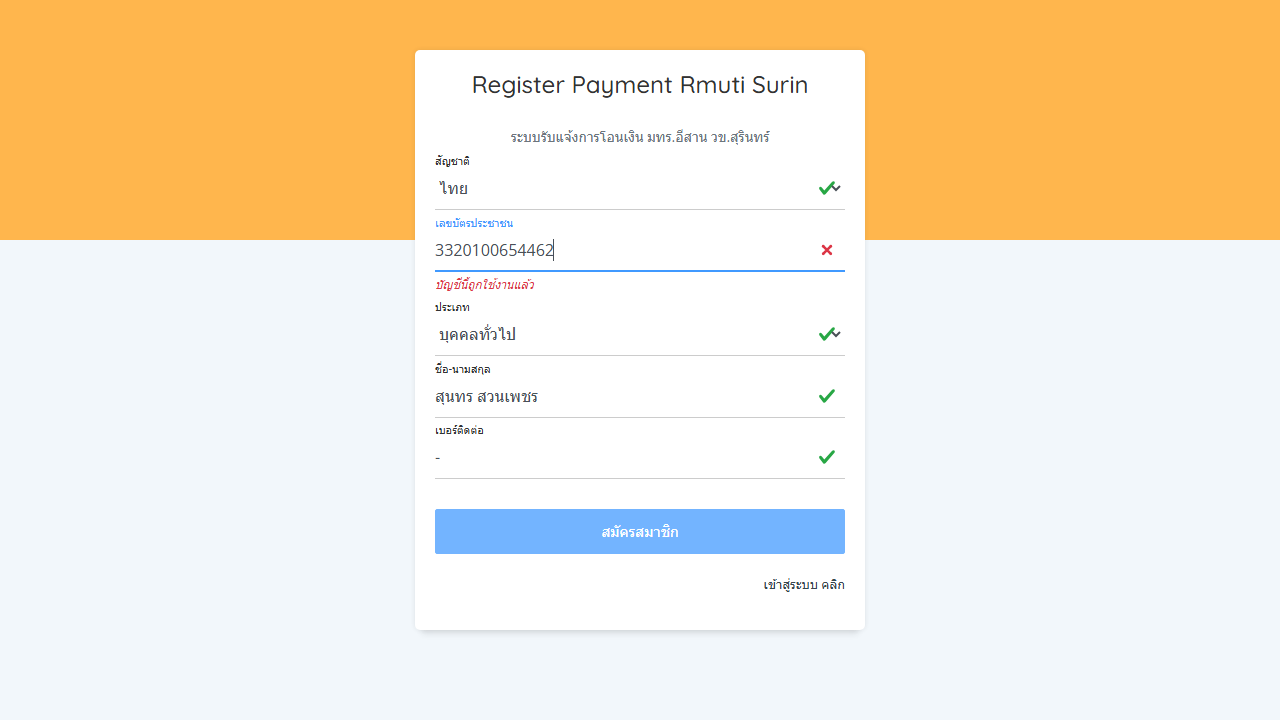 Register Payment Rmuti Surin
ระบบรับแจ้งการโอนเงิน มทร.อีสาน วข.สุรินทร์
สัญชาติ
ไทย
เลขบัตรประชาชน
3320100654462
บัญชีนี้ถูกใช้งานแล้ว
ประเภท
บุคคลทั่วไป
ชื่อ-นามสกุล
สุนทร สวนเพชร
เบอร์ติดต่อ
-
สมัครสมาชิก
เข้าสู่ระบบ คลิก